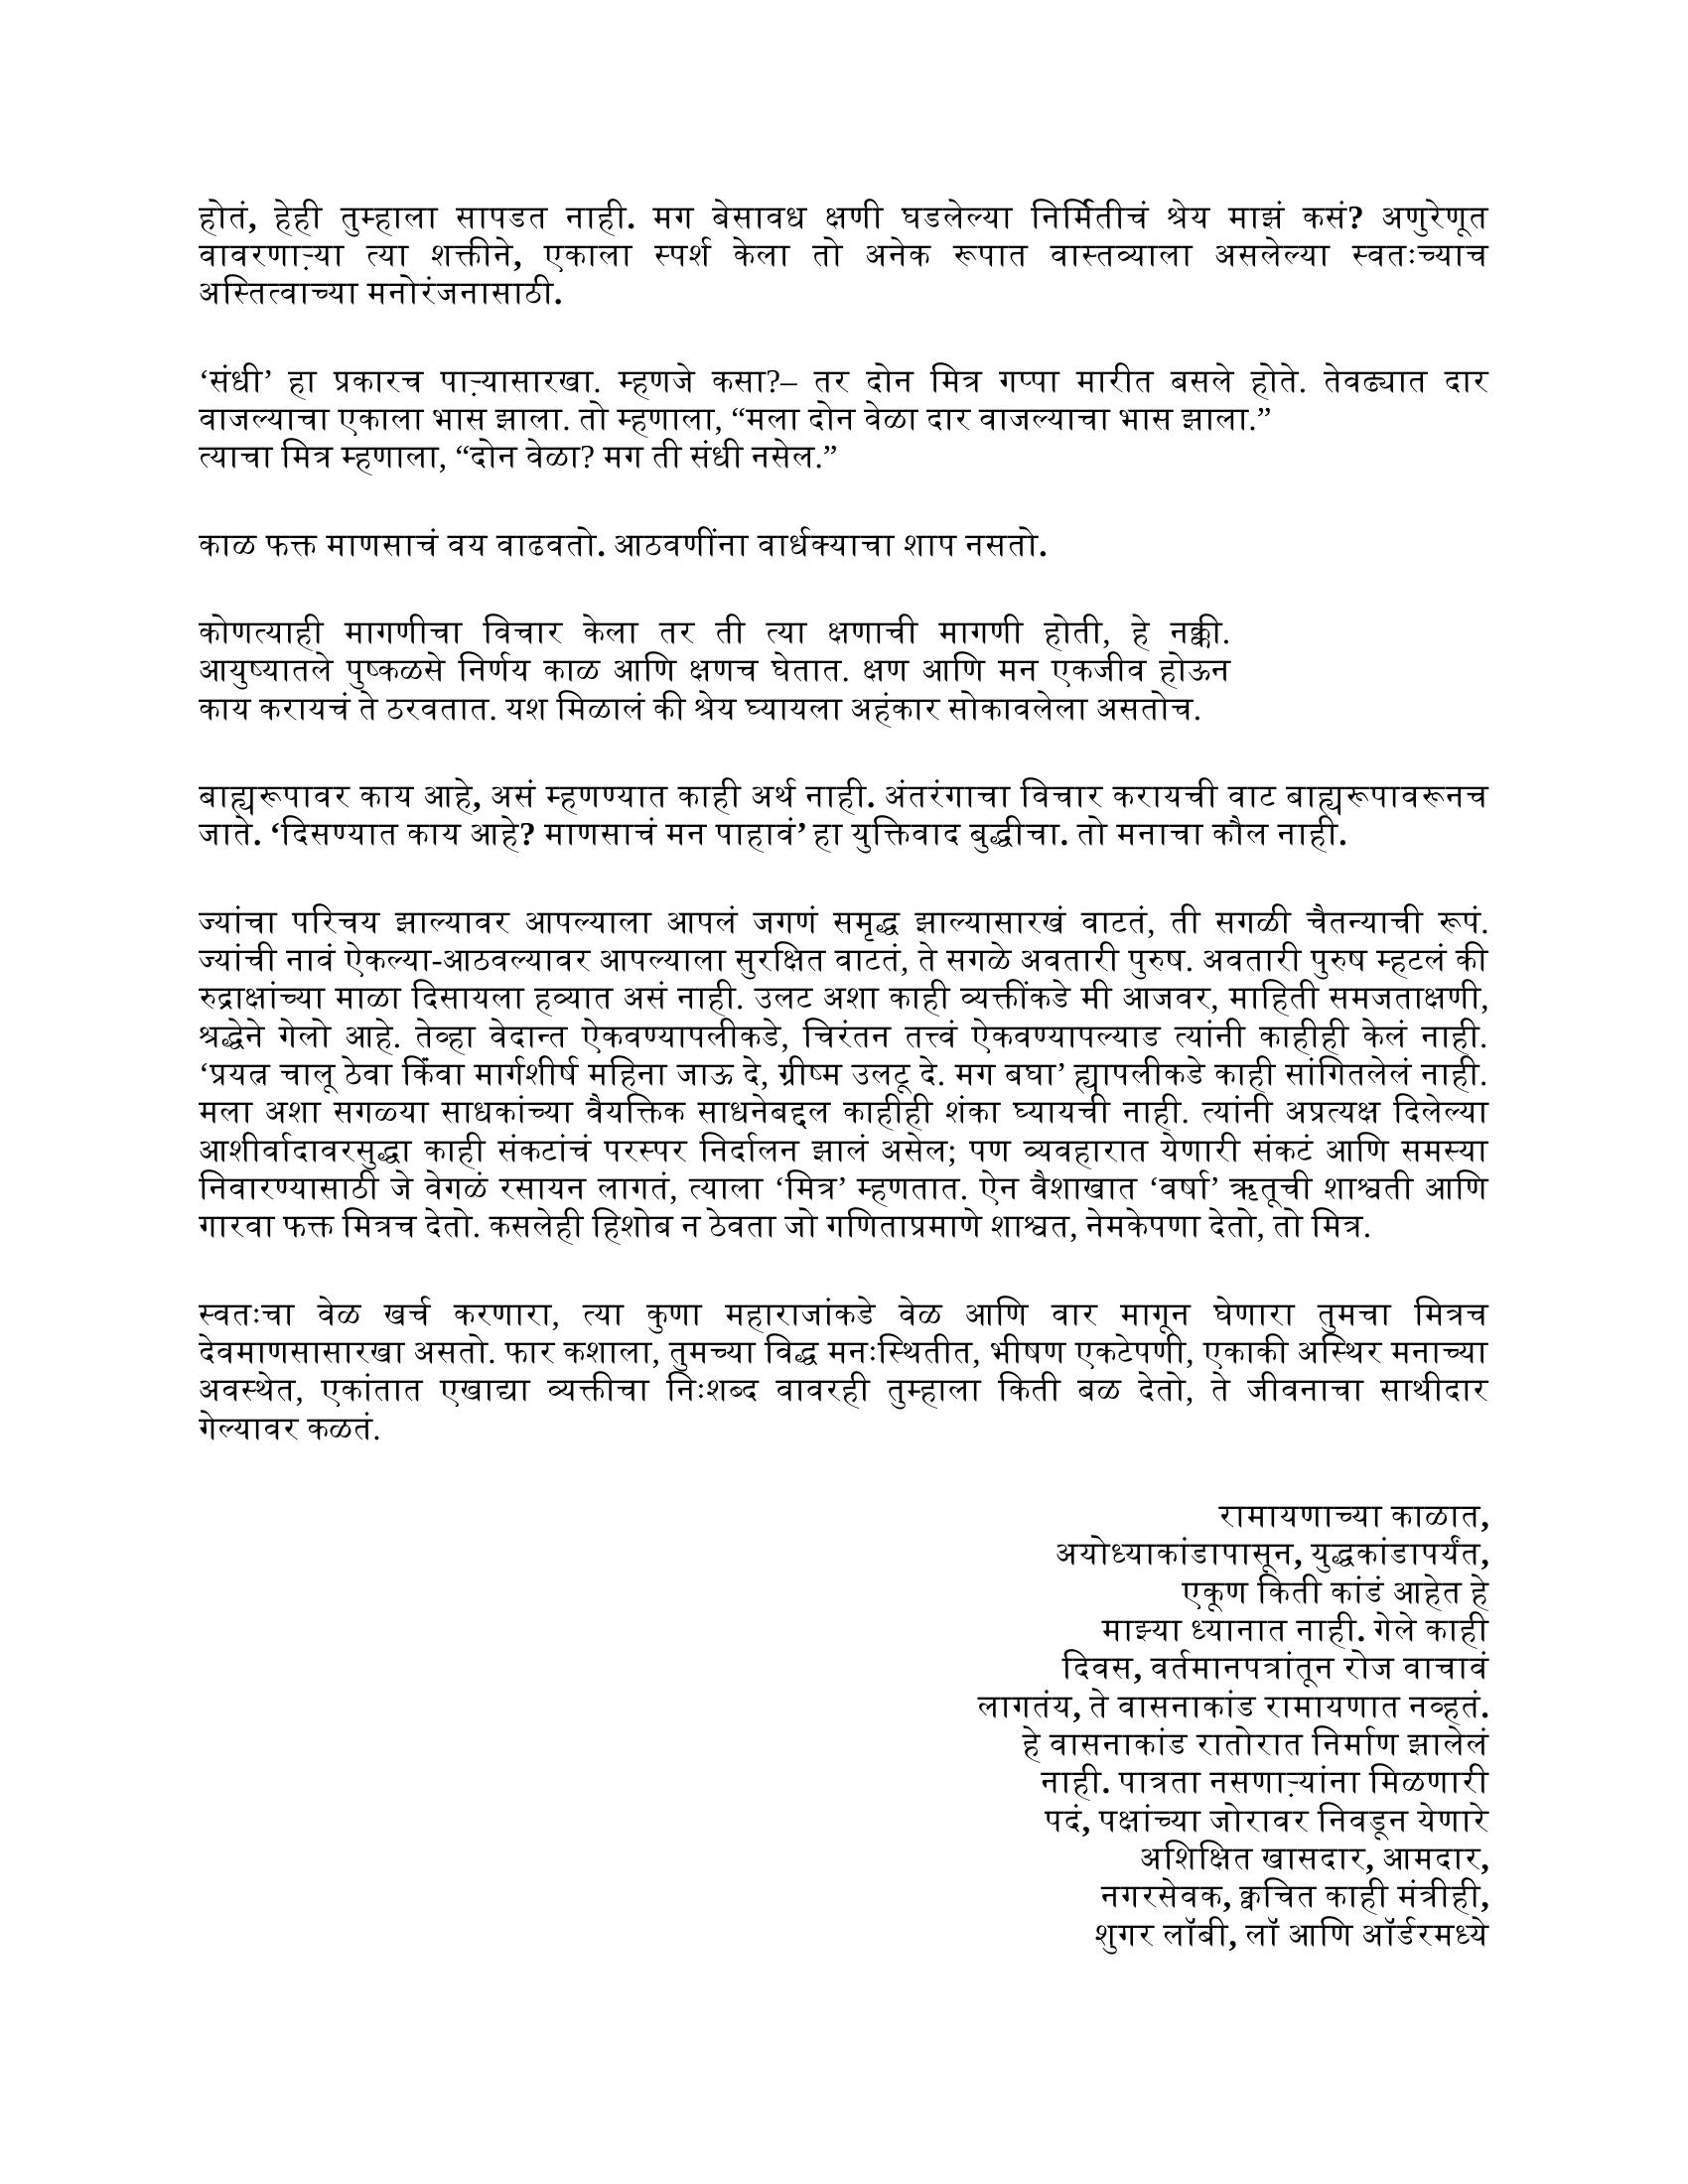 होतं, हेही तुम्हाला सापडत नाही. मग बेसावध क्षणी घडलेल्या निर्मितीचं श्रेय माझं कसं? अणुरेणूत
वावरणाऱ्या त्या शक्तीने, एकाला स्पर्श केला तो अनेक रूपात वास्तव्याला असलेल्या स्वतःच्याच
अस्तित्वाच्या मनोरंजनासाठी.
‘संधी’ हा प्रकारच पाऱ्यासारखा. म्हणजे कसा?– तर दोन मित्र गप्पा मारीत बसले होते. तेवढ्यात दार
वाजल्याचा एकाला भास झाला. तो म्हणाला, “मला दोन वेळा दार वाजल्याचा भास झाला.”
त्याचा मित्र म्हणाला, “दोन वेळा? मग ती संधी नसेल.”
काळ फक्त माणसाचं वय वाढवतो. आठवणींना वार्धक्याचा शाप नसतो.
कोणत्याही मागणीचा विचार केला तर ती त्या क्षणाची मागणी होती, हे नक्की.
आयुष्यातले पुष्कळसे निर्णय काळ आणि क्षणच घेतात. क्षण आणि मन एकजीव होऊन
काय करायचं ते ठरवतात. यश मिळालं की श्रेय घ्यायला अहंकार सोकावलेला असतोच.
बाह्यरूपावर काय आहे, असं म्हणण्यात काही अर्थ नाही. अंतरंगाचा विचार करायची वाट बाह्यरूपावरूनच
जाते. ‘दिसण्यात काय आहे? माणसाचं मन पाहावं’ हा युक्तिवाद बुद्धीचा. तो मनाचा कौल नाही.
ज्यांचा परिचय झाल्यावर आपल्याला आपलं जगणं समृद्ध झाल्यासारखं वाटतं, ती सगळी चैतन्याची रूपं.
ज्यांची नावं ऐकल्या-आठवल्यावर आपल्याला सुरक्षित वाटतं, ते सगळे अवतारी पुरुष. अवतारी पुरुष म्हटलं की
रुद्राक्षांच्या माळा दिसायला हव्यात असं नाही. उलट अशा काही व्यक्तींकडे मी आजवर, माहिती समजताक्षणी,
श्रद्धेने गेलो आहे. तेव्हा वेदान्त ऐकवण्यापलीकडे, चिरंतन तत्त्वं ऐकवण्यापल्याड त्यांनी काहीही केलं नाही.
‘प्रयत्न चालू ठेवा किंवा मार्गशीर्ष महिना जाऊ दे, ग्रीष्म उलटू दे. मग बघा’ ह्यापलीकडे काही सांगितलेलं नाही.
मला अशा सगळ्या साधकांच्या वैयक्तिक साधनेबद्दल काहीही शंका घ्यायची नाही. त्यांनी अप्रत्यक्ष दिलेल्या
आशीर्वादावरसुद्धा काही संकटांचं परस्पर निर्दालन झालं असेल; पण व्यवहारात येणारी संकटं आणि समस्या
निवारण्यासाठी जे वेगळं रसायन लागतं, त्याला ‘मित्र’ म्हणतात. ऐन वैशाखात ‘वर्षा’ ऋतूची शाश्वती आणि
गारवा फक्त मित्रच देतो. कसलेही हिशोब न ठेवता जो गणिताप्रमाणे शाश्वत, नेमकेपणा देतो, तो मित्र.
स्वतःचा वेळ खर्च करणारा, त्या कुणा महाराजांकडे वेळ आणि वार मागून घेणारा तुमचा मित्रच
देवमाणसासारखा असतो. फार कशाला, तुमच्या विद्ध मनःस्थितीत, भीषण एकटेपणी, एकाकी अस्थिर मनाच्या
अवस्थेत, एकांतात एखाद्या व्यक्तीचा निःशब्द वावरही तुम्हाला किती बळ देतो, ते जीवनाचा साथीदार
गेल्यावर कळतं.
रामायणाच्या काळात,
अयोध्याकांडापासून, युद्धकांडापर्यंत,
एकूण किती कांडं आहेत हे
माझ्या ध्यानात नाही. गेले काही
दिवस, वर्तमानपत्रांतून रोज वाचावं
लागतंय, ते वासनाकांड रामायणात नव्हतं.
हे वासनाकांड रातोरात निर्माण झालेलं
नाही. पात्रता नसणाऱ्यांना मिळणारी
पदं, पक्षांच्या जोरावर निवडून येणारे
अशिक्षित खासदार, आमदार,
नगरसेवक, क्वचित काही मंत्रीही,
शुगर लॉबी, लॉ आणि ऑर्डरमध्ये